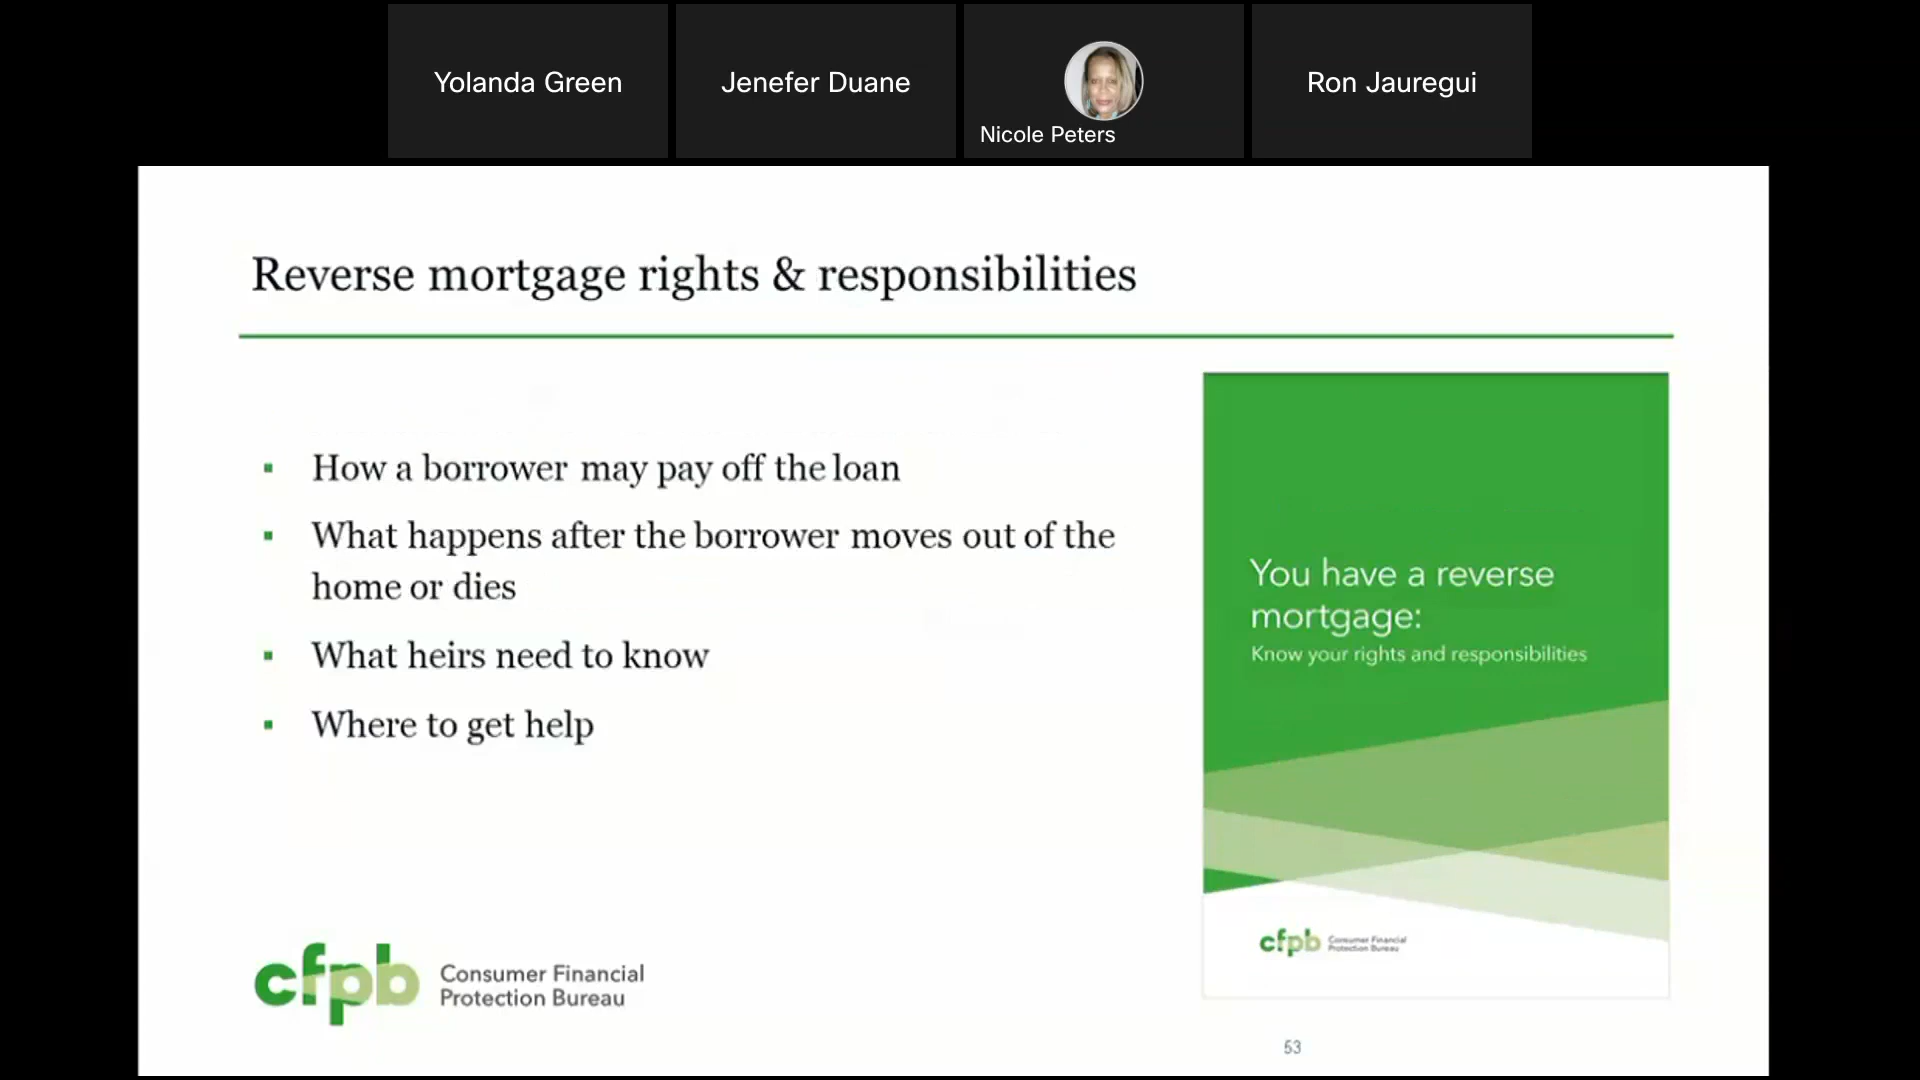 Yolanda Green
Jenefer Duane
Nicole Peters
Ron Jauregui
Reverse mortgage rights & responsibilities
▪ How a borrower may pay off the loan
▪ What happens after the borrower moves out of the
home or dies
▪ What heirs need to know
▪ Where to get help
You have a reverse
mortgage:
Know your rights and responsibilities
cfpb Consumer Financial
Protection Bureau
cfpb Consumer Financial
Protection Bureau
53